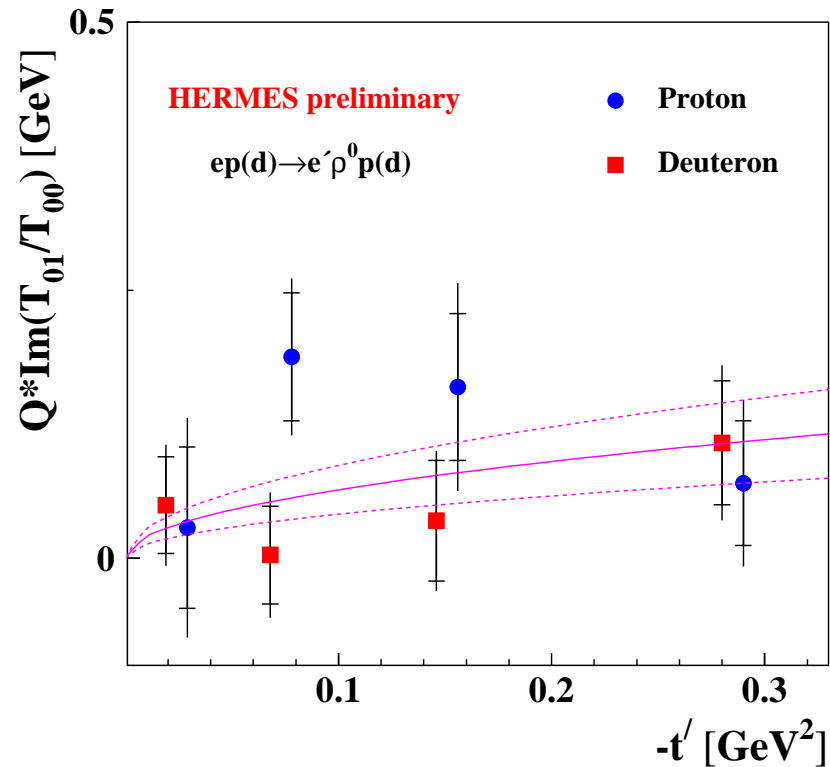 0.5
HERMES preliminary
Proton
ep(d)→e´ρ⁰p(d)
Deuteron
Q*Im(T₀₁/T₀₀) [GeV]
0
0.1
0.2
0.3
-t′ [GeV²]